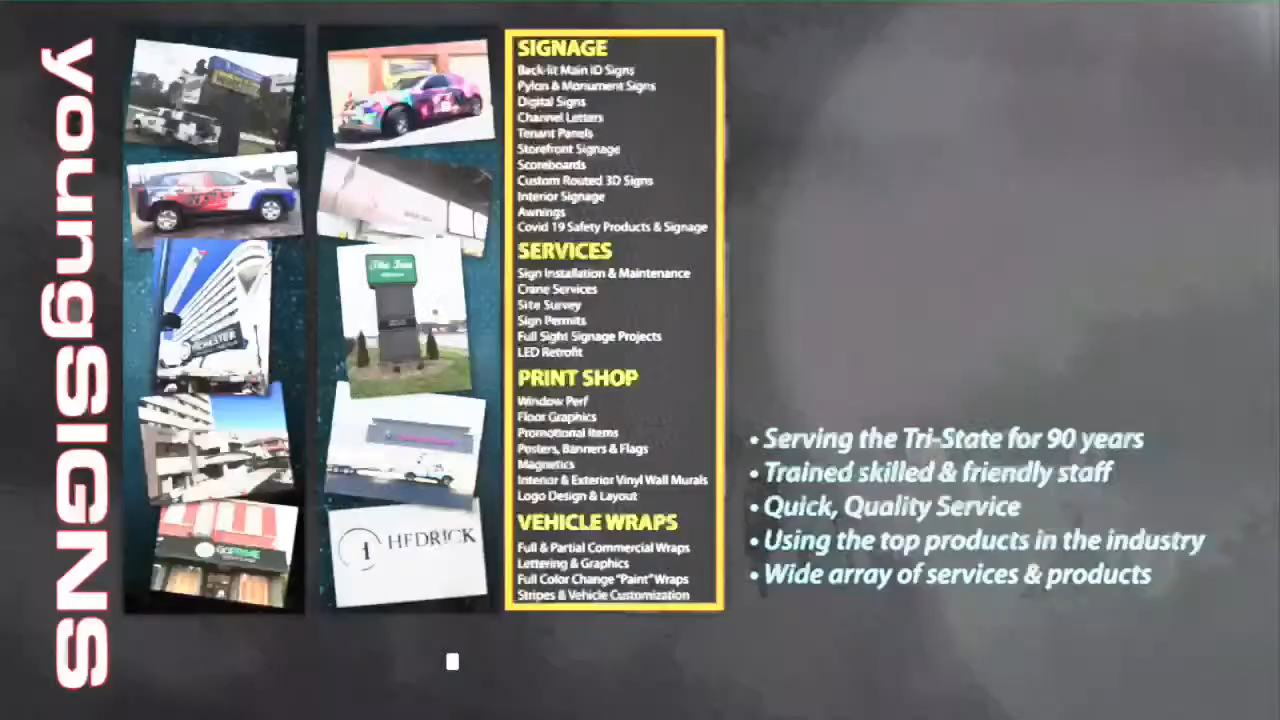 youngSIGNS
The Inn
HEDRICK
SIGNAGE
Back-lit Main ID Signs
Pylon & Monument Signs
Digital Signs
Channel Letters
Tenant Panels
Storefront Signage
Scoreboards
Custom Routed 3D Signs
Interior Signage
Awnings
Covid 19 Safety Products & Signage
SERVICES
Sign Installation & Maintenance
Crane Services
Site Survey
Sign Permits
Full Sight Signage Projects
LED Retrofit
PRINT SHOP
Window Perf
Floor Graphics
Promotional Items
Posters, Banners & Flags
Magnetics
Interior & Exterior Vinyl Wall Murals
Logo Design & Layout
VEHICLE WRAPS
Full & Partial Commercial Wraps
Lettering & Graphics
Full Color Change "Paint" Wraps
Stripes & Vehicle Customization
• Serving the Tri-State for 90 years
• Trained skilled & friendly staff
• Quick, Quality Service
• Using the top products in the industry
• Wide array of services & products